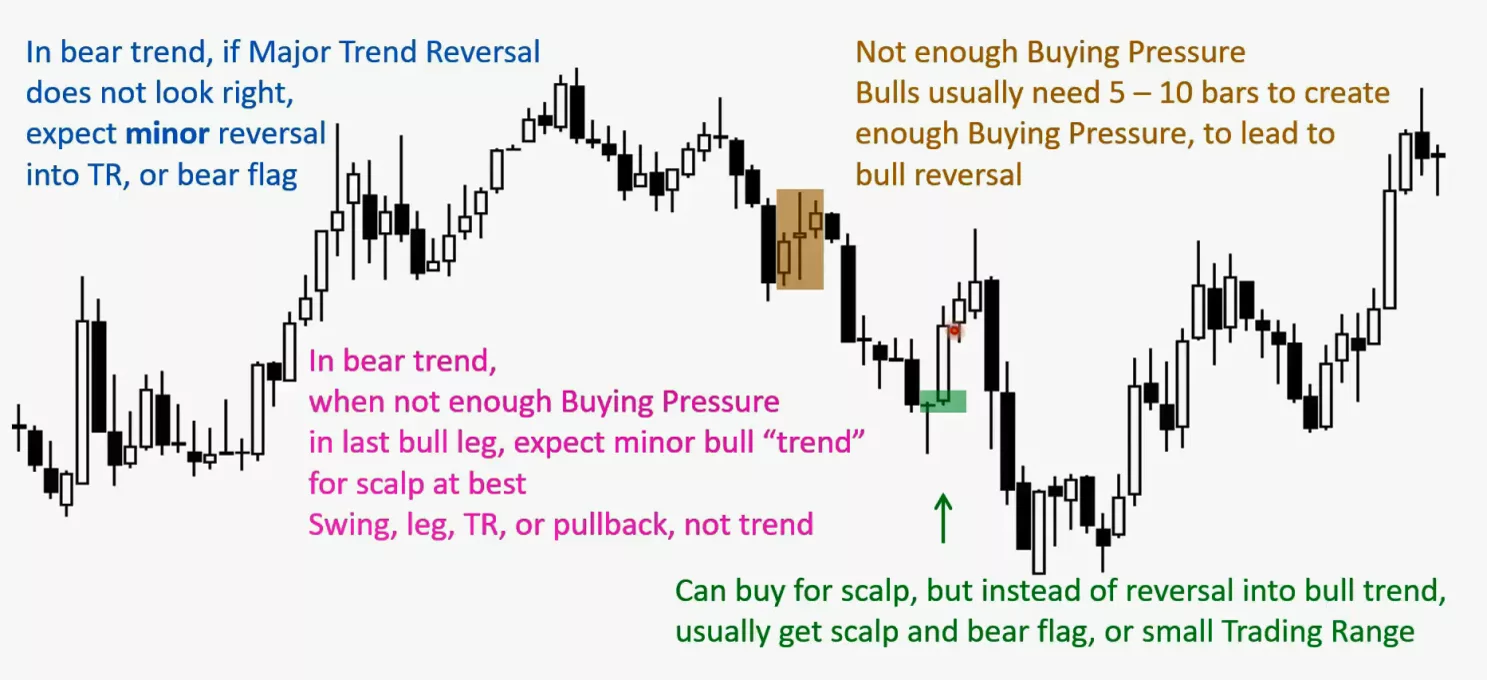 In bear trend, if Major Trend Reversal
does not look right,
expect minor reversal
into TR, or bear flag
Not enough Buying Pressure
Bulls usually need 5 – 10 bars to create
enough Buying Pressure, to lead to
bull reversal
In bear trend,
when not enough Buying Pressure
in last bull leg, expect minor bull “trend”
for scalp at best
Swing, leg, TR, or pullback, not trend
Can buy for scalp, but instead of reversal into bull trend,
usually get scalp and bear flag, or small Trading Range